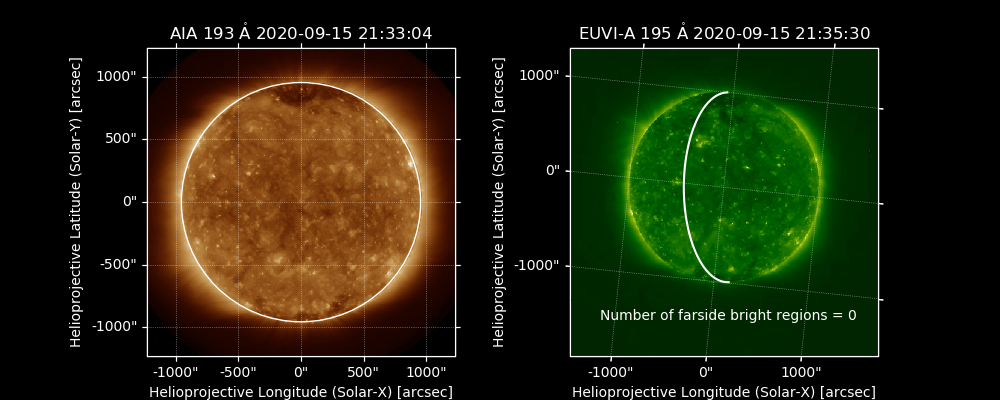 AIA 193 Å 2020-09-15 21:33:04
Helioprojective Latitude (Solar-Y) [arcsec]
1000"
500"
0"
-500"
-1000"
-1000" -500" 0" 500" 1000"
Helioprojective Longitude (Solar-X) [arcsec]
EUVI-A 195 Å 2020-09-15 21:35:30
Helioprojective Latitude (Solar-Y) [arcsec]
1000"
0"
-1000"
Number of farside bright regions = 0
-1000" 0" 1000"
Helioprojective Longitude (Solar-X) [arcsec]